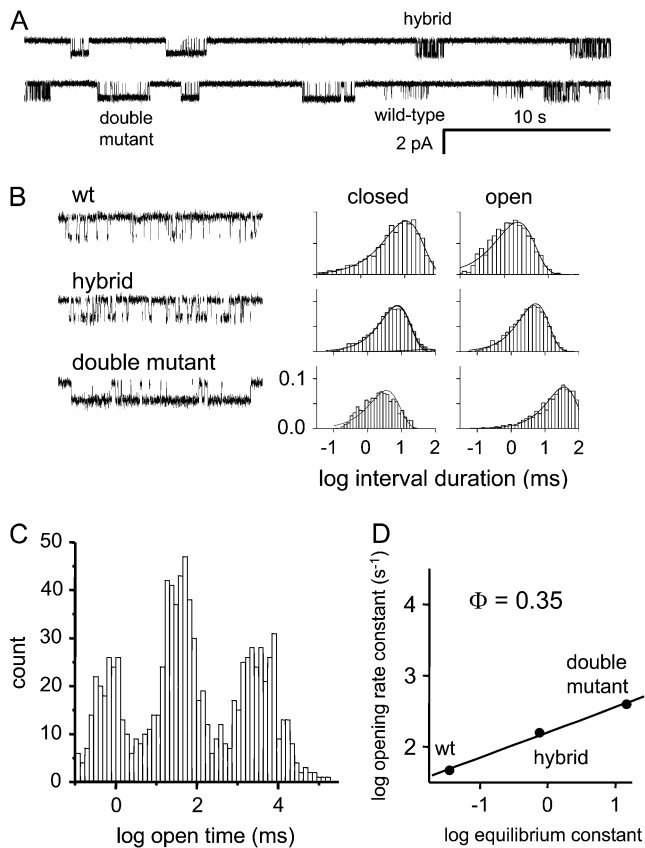 A
hybrid
double
mutant
wild-type
10 s
2 pA
B
wt
closed
open
hybrid
double mutant
0.1
0.0
-1 0 1 2
-1 0 1 2
log interval duration (ms)
C
50
40
30
20
10
0
count
0 2 4
log open time (ms)
D
log opening rate constant (s⁻¹)
4
3
2
Φ = 0.35
double
mutant
wt
hybrid
-1 0 1
log equilibrium constant